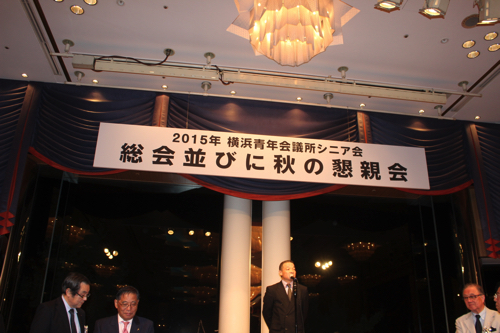 2015年 横浜青年会議所シニア会
総会並びに秋の懇親会